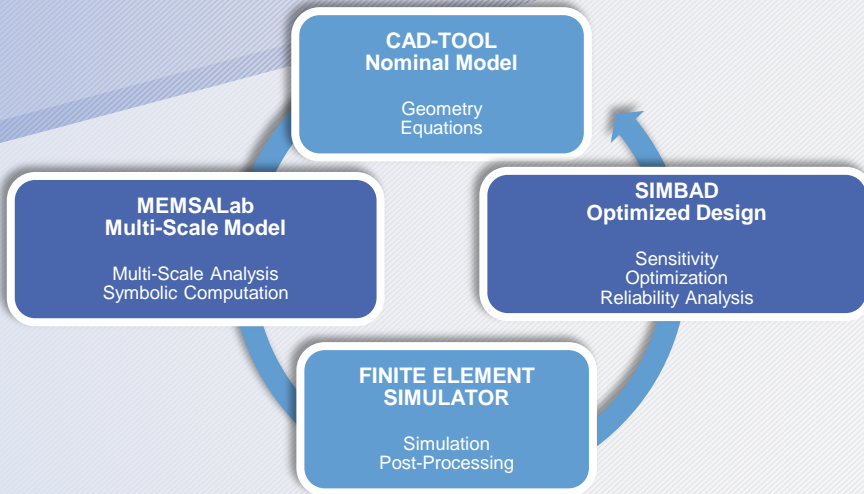 CAD-TOOL
Nominal Model
Geometry
Equations
MEMSALab
Multi-Scale Model
Multi-Scale Analysis
Symbolic Computation
SIMBAD
Optimized Design
Sensitivity
Optimization
Reliability Analysis
FINITE ELEMENT
SIMULATOR
Simulation
Post-Processing